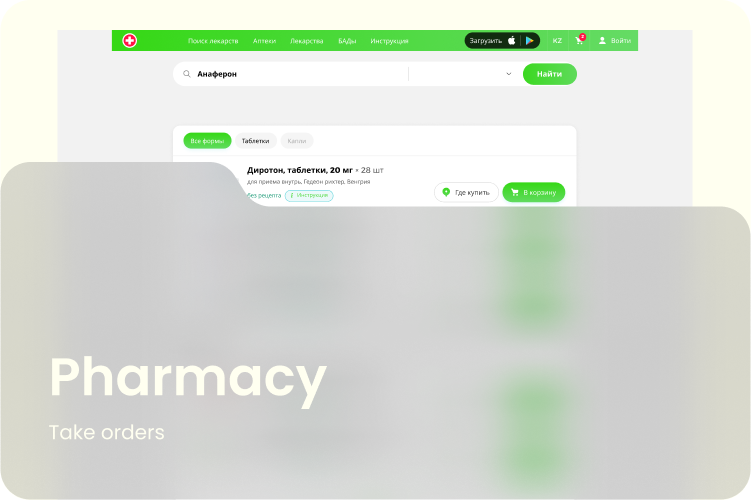 Поиск лекарств Аптеки Лекарства БАДы Инструкция Загрузить KZ 2 Войти
Анаферон Найти
Все формы Таблетки Капли
Диротон, таблетки, 20 мг • 28 шт
для приема внутрь, Гедеон рихтер, Венгрия
без рецепта Инструкция Где купить В корзину
Pharmacy
Take orders